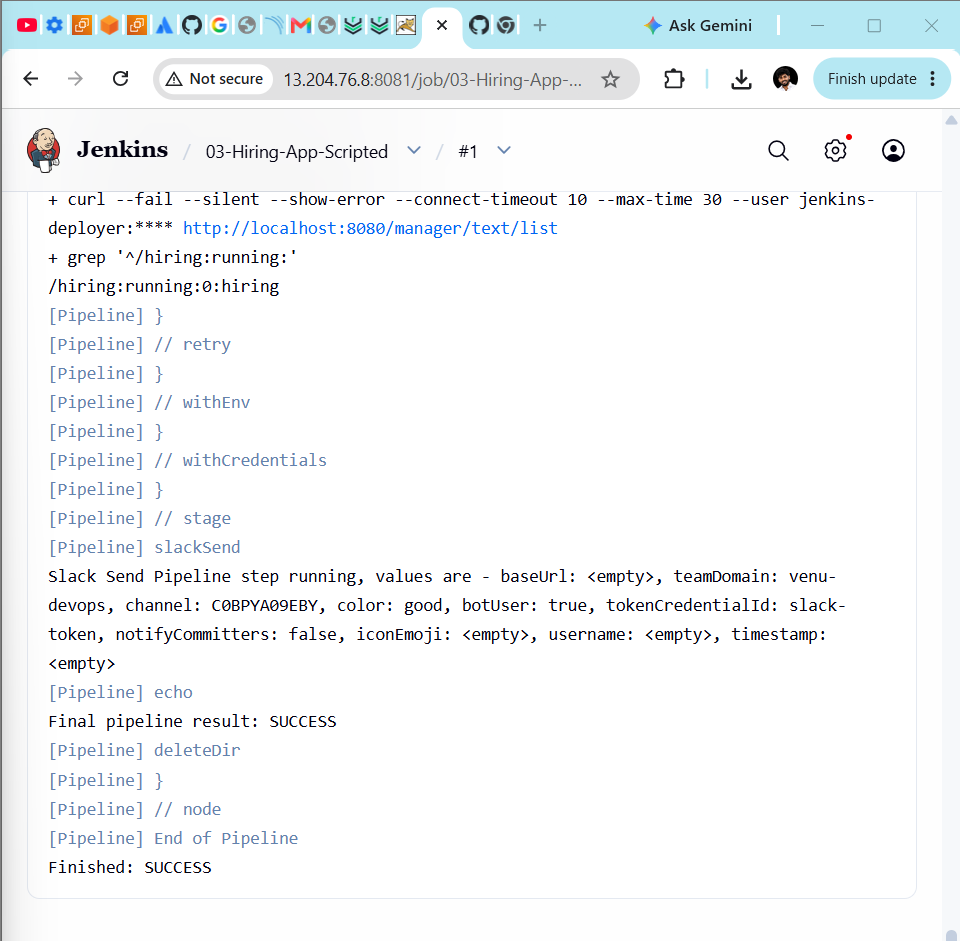 Ask Gemini
Not secure
13.204.76.8:8081/job/03-Hiring-App-...
Finish update
Jenkins / 03-Hiring-App-Scripted / #1
+ curl --fail --silent --show-error --connect-timeout 10 --max-time 30 --user jenkins-
deployer:**** http://localhost:8080/manager/text/list
+ grep '^/hiring:running:'
/hiring:running:0:hiring
[Pipeline] }
[Pipeline] // retry
[Pipeline] }
[Pipeline] // withEnv
[Pipeline] }
[Pipeline] // withCredentials
[Pipeline] }
[Pipeline] // stage
[Pipeline] slackSend
Slack Send Pipeline step running, values are - baseUrl: <empty>, teamDomain: venu-
devops, channel: C0BPYA09EBY, color: good, botUser: true, tokenCredentialId: slack-
token, notifyCommitters: false, iconEmoji: <empty>, username: <empty>, timestamp:
<empty>
[Pipeline] echo
Final pipeline result: SUCCESS
[Pipeline] deleteDir
[Pipeline] }
[Pipeline] // node
[Pipeline] End of Pipeline
Finished: SUCCESS